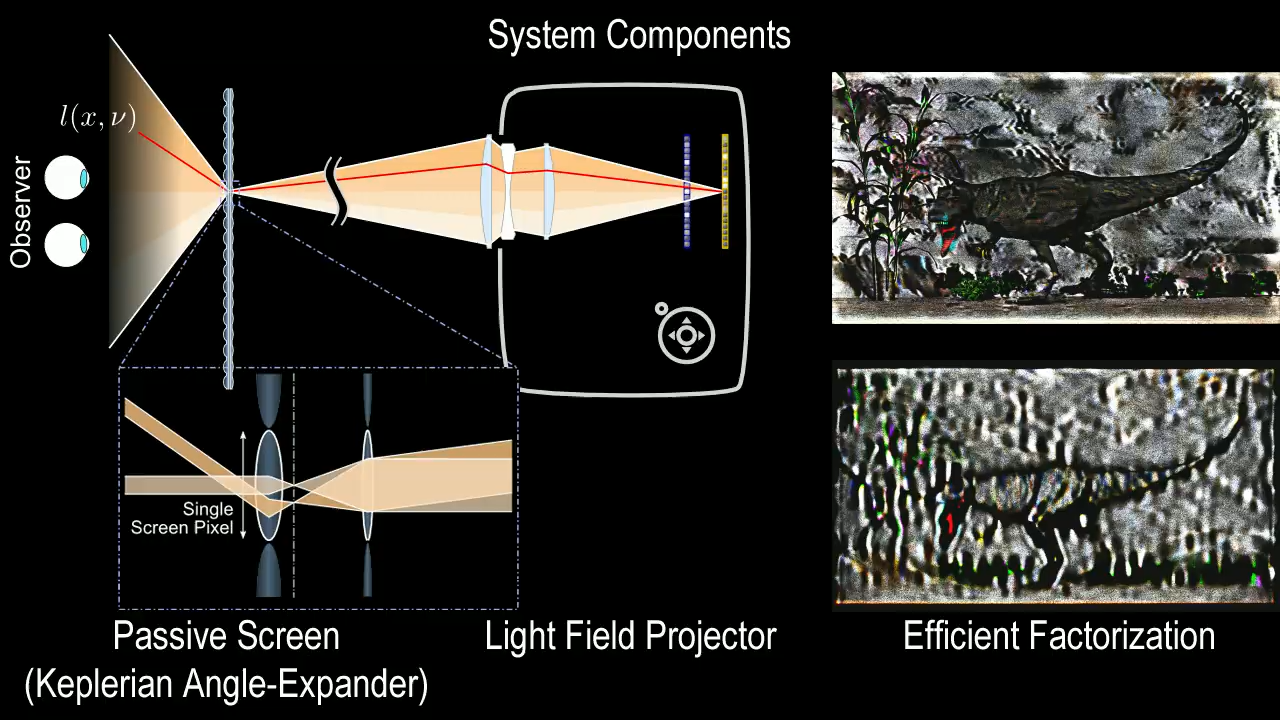 System Components
l(x, ν)
Observer
Single
Screen Pixel
Passive Screen
(Keplerian Angle-Expander)
Light Field Projector
Efficient Factorization